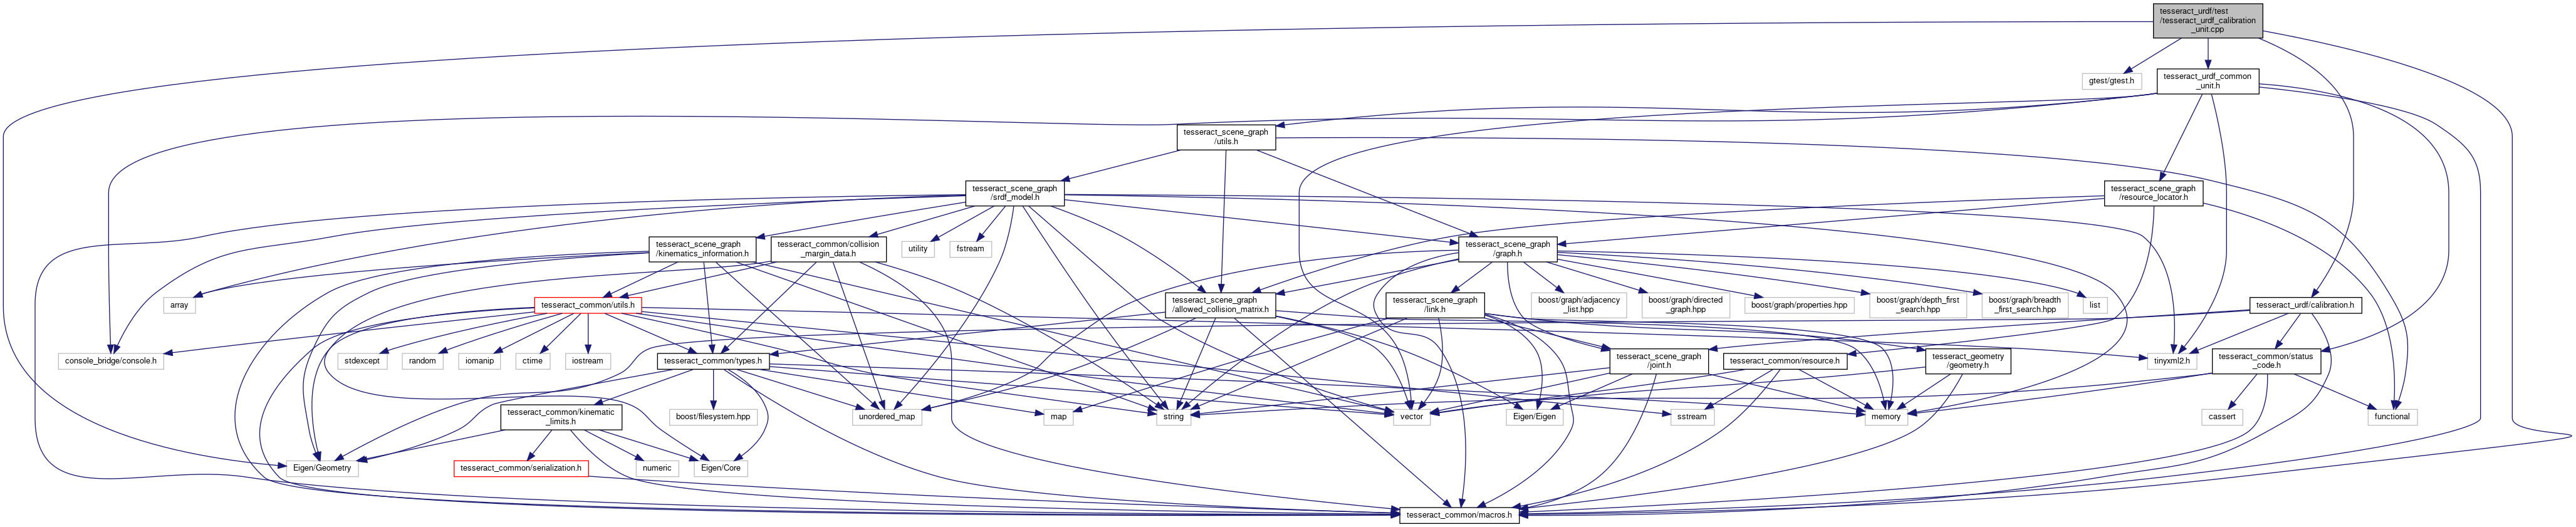 tesseract_urdf/test
/tesseract_urdf_calibration
_unit.cpp
gtest/gtest.h
tesseract_urdf_common
_unit.h
tesseract_scene_graph
/utils.h
tesseract_scene_graph
/srdf_model.h
tesseract_scene_graph
/resource_locator.h
tesseract_scene_graph
/kinematics_information.h
tesseract_common/collision
_margin_data.h
utility
fstream
tesseract_scene_graph
/graph.h
array
tesseract_common/utils.h
tesseract_scene_graph
/allowed_collision_matrix.h
tesseract_scene_graph
/link.h
boost/graph/adjacency
_list.hpp
boost/graph/directed
_graph.hpp
boost/graph/properties.hpp
boost/graph/depth_first
_search.hpp
boost/graph/breadth
_first_search.hpp
list
tesseract_urdf/calibration.h
console_bridge/console.h
stdexcept
random
iomanip
ctime
iostream
tesseract_common/types.h
tesseract_scene_graph
/joint.h
tesseract_common/resource.h
tesseract_geometry
/geometry.h
tinyxml2.h
tesseract_common/status
_code.h
tesseract_common/kinematic
_limits.h
boost/filesystem.hpp
unordered_map
map
string
vector
Eigen/Eigen
sstream
memory
cassert
functional
Eigen/Geometry
tesseract_common/serialization.h
numeric
Eigen/Core
tesseract_common/macros.h